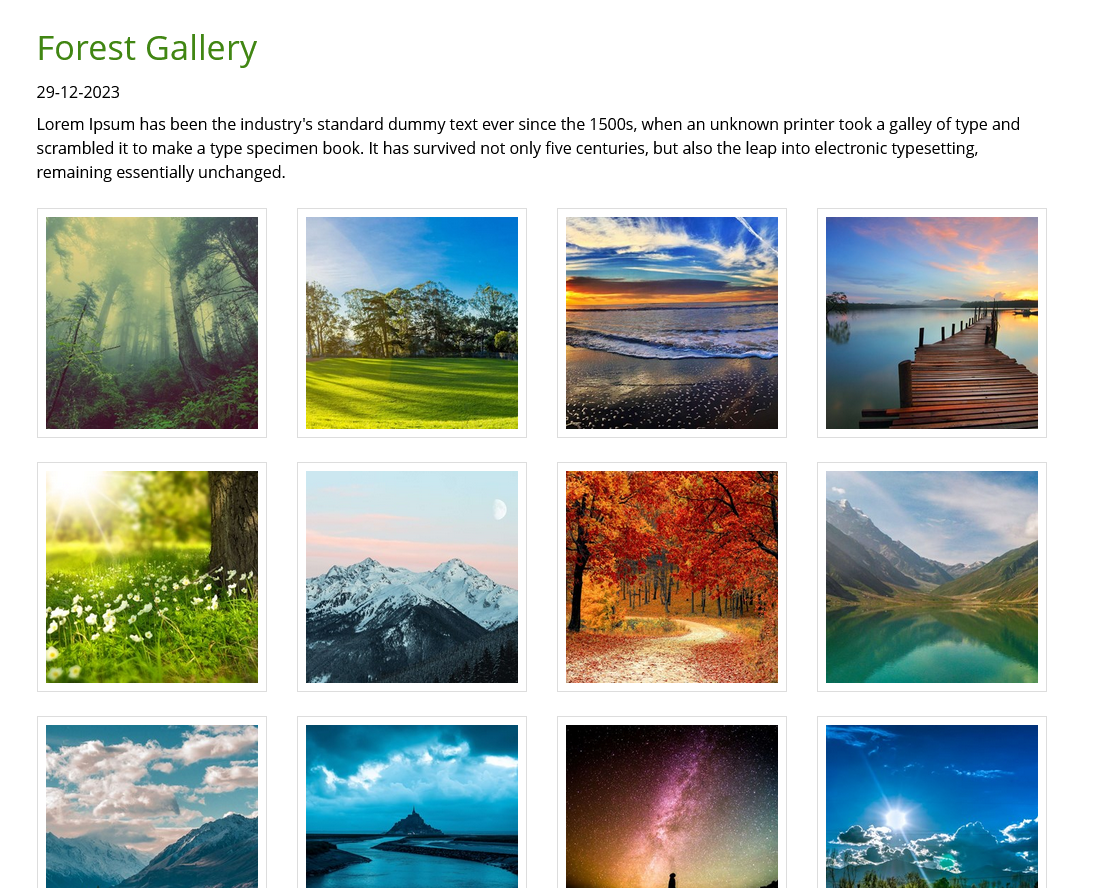 Forest Gallery
29-12-2023
Lorem Ipsum has been the industry's standard dummy text ever since the 1500s, when an unknown printer took a galley of type and
scrambled it to make a type specimen book. It has survived not only five centuries, but also the leap into electronic typesetting,
remaining essentially unchanged.